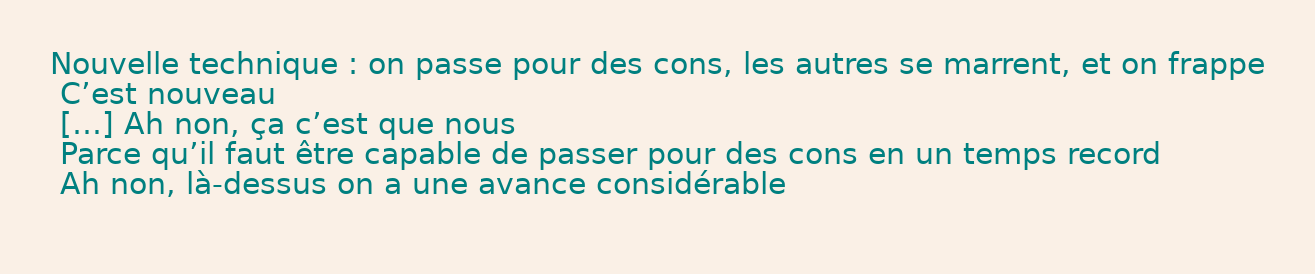 Nouvelle technique : on passe pour des cons, les autres se marrent, et on frappe
C’est nouveau
[…] Ah non, ça c’est que nous
Parce qu’il faut être capable de passer pour des cons en un temps record
Ah non, là-dessus on a une avance considérable